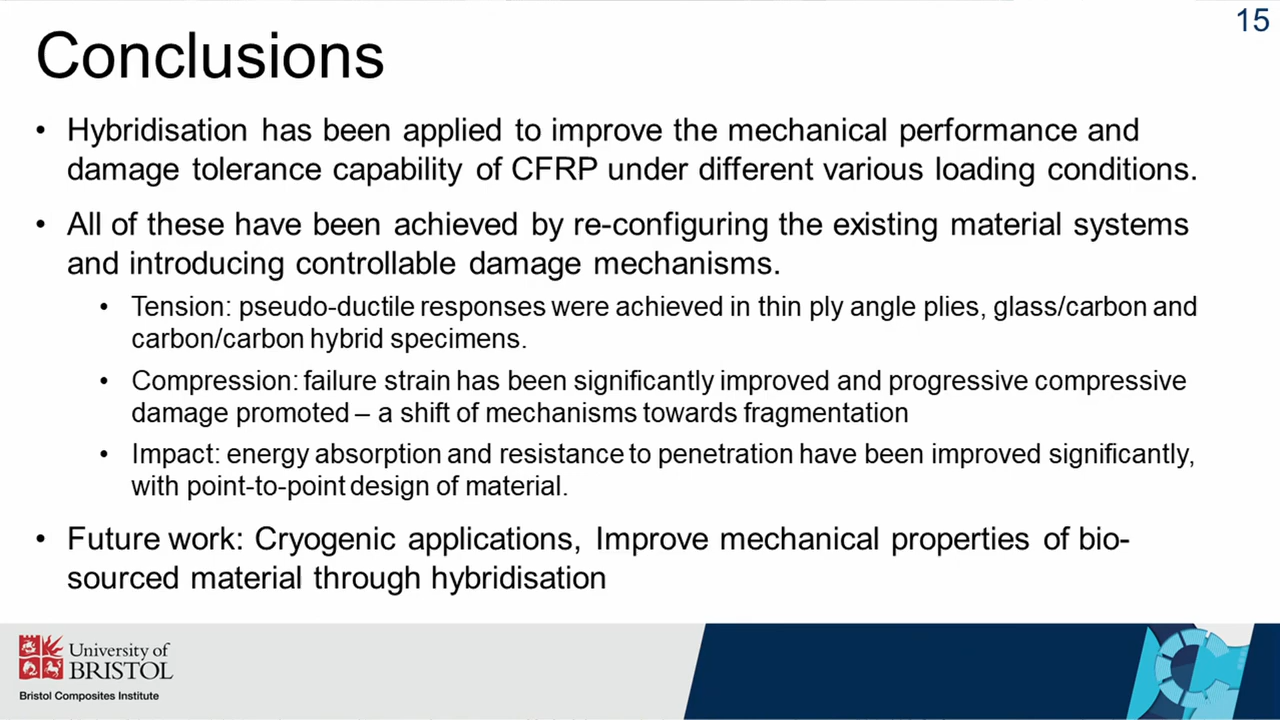 15
Conclusions
• Hybridisation has been applied to improve the mechanical performance and
damage tolerance capability of CFRP under different various loading conditions.
• All of these have been achieved by re-configuring the existing material systems
and introducing controllable damage mechanisms.
• Tension: pseudo-ductile responses were achieved in thin ply angle plies, glass/carbon and
carbon/carbon hybrid specimens.
• Compression: failure strain has been significantly improved and progressive compressive
damage promoted – a shift of mechanisms towards fragmentation
• Impact: energy absorption and resistance to penetration have been improved significantly,
with point-to-point design of material.
• Future work: Cryogenic applications, Improve mechanical properties of bio-
sourced material through hybridisation
University of
BRISTOL
Bristol Composites Institute